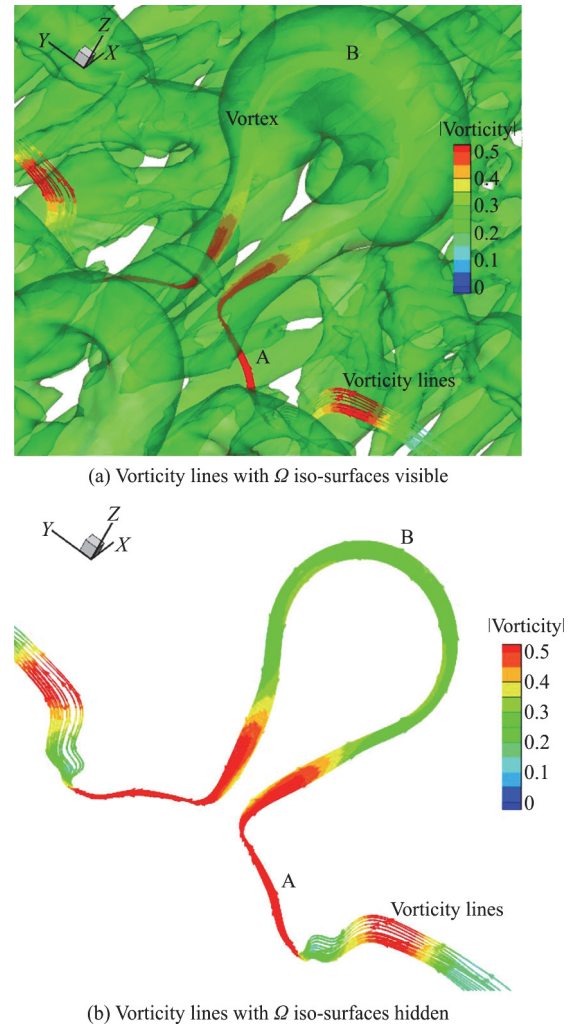 Z
Y
X
B
Vortex
|Vorticity|
0.5
0.4
0.3
0.2
0.1
0
A
Vorticity lines
(a) Vorticity lines with Ω iso-surfaces visible
Z
Y
X
B
|Vorticity|
0.5
0.4
0.3
0.2
0.1
0
A
Vorticity lines
(b) Vorticity lines with Ω iso-surfaces hidden